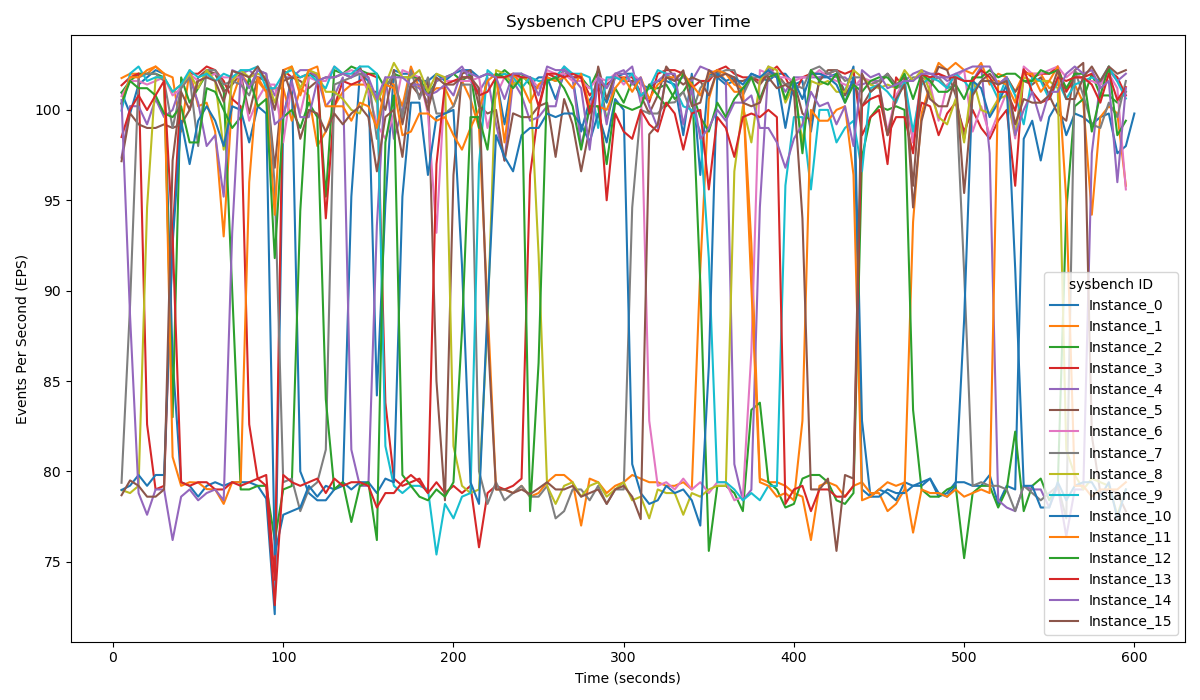 Sysbench CPU EPS over Time
Events Per Second (EPS)
100
95
90
85
80
75
0
100
200
300
400
500
600
Time (seconds)
sysbench ID
Instance_0
Instance_1
Instance_2
Instance_3
Instance_4
Instance_5
Instance_6
Instance_7
Instance_8
Instance_9
Instance_10
Instance_11
Instance_12
Instance_13
Instance_14
Instance_15